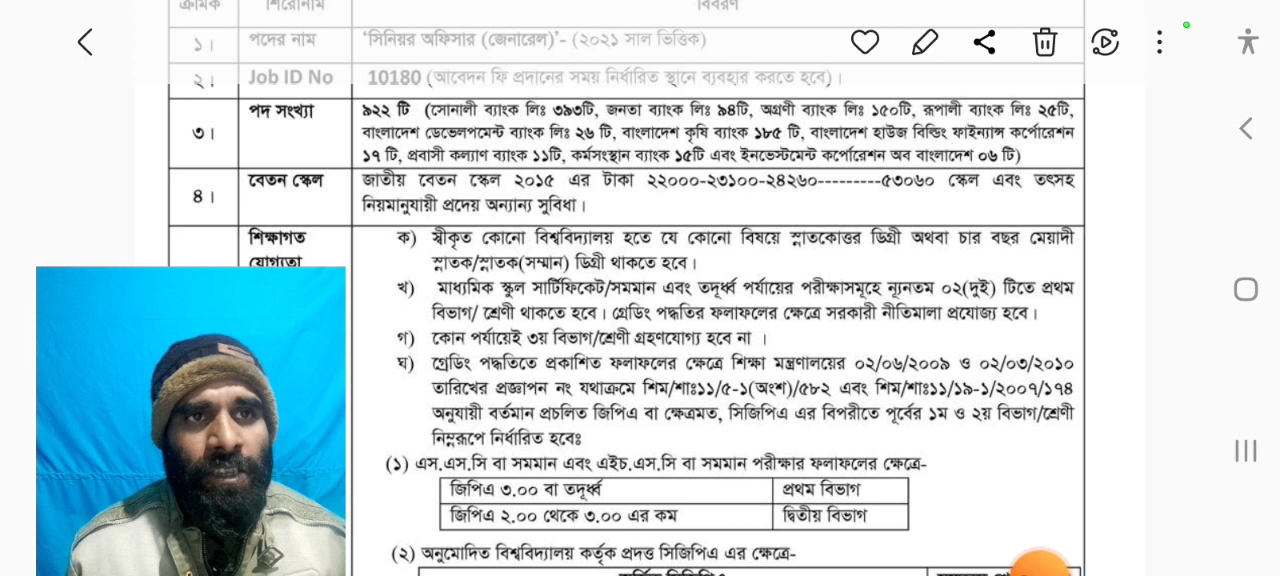 ক্রমিক শিরোনাম বিবরণ
১। পদের নাম ‘সিনিয়র অফিসার (জেনারেল)’- (২০২১ সাল ভিত্তিক)
২। Job ID No 10180 (আবেদন ফি প্রদানের সময় নির্ধারিত স্থানে ব্যবহার করতে হবে)।
৩। পদ সংখ্যা ৯২২ টি (সোনালী ব্যাংক লিঃ ৩৯৩টি, জনতা ব্যাংক লিঃ ৯৪টি, অগ্রণী ব্যাংক লিঃ ১৫০টি, রূপালী ব্যাংক লিঃ ২৫টি,
বাংলাদেশ ডেভেলপমেন্ট ব্যাংক লিঃ ২৬ টি, বাংলাদেশ কৃষি ব্যাংক ১৮৫ টি, বাংলাদেশ হাউজ বিল্ডিং ফাইন্যান্স কর্পোরেশন
১৭ টি, প্রবাসী কল্যাণ ব্যাংক ১১টি, কর্মসংস্থান ব্যাংক ১৫টি এবং ইনভেস্টমেন্ট কর্পোরেশন অব বাংলাদেশ ০৬ টি)
৪। বেতন স্কেল জাতীয় বেতন স্কেল ২০১৫ এর টাকা ২২০০০-২৩১০০-২৪২৬০---------৫৩০৬০ স্কেল এবং তৎসহ
নিয়মানুযায়ী প্রদেয় অন্যান্য সুবিধা।
শিক্ষাগত
যোগ্যতা
ক) স্বীকৃত কোনো বিশ্ববিদ্যালয় হতে যে কোনো বিষয়ে স্নাতকোত্তর ডিগ্রী অথবা চার বছর মেয়াদী
স্নাতক/স্নাতক(সম্মান) ডিগ্রী থাকতে হবে।
খ) মাধ্যমিক স্কুল সার্টিফিকেট/সমমান এবং তদূর্ধ্ব পর্যায়ের পরীক্ষাসমূহে ন্যূনতম ০২(দুই) টিতে প্রথম
বিভাগ/ শ্রেণী থাকতে হবে। গ্রেডিং পদ্ধতির ফলাফলের ক্ষেত্রে সরকারী নীতিমালা প্রযোজ্য হবে।
গ) কোন পর্যায়েই ৩য় বিভাগ/শ্রেণী গ্রহণযোগ্য হবে না ।
ঘ) গ্রেডিং পদ্ধতিতে প্রকাশিত ফলাফলের ক্ষেত্রে শিক্ষা মন্ত্রণালয়ের ০২/০৬/২০০৯ ও ০২/০৩/২০১০
তারিখের প্রজ্ঞাপন নং যথাক্রমে শিম/শাঃ১১/৫-১(অংশ)/৫৮২ এবং শিম/শাঃ১১/১৯-১/২০০৭/১৭৪
অনুযায়ী বর্তমান প্রচলিত জিপিএ বা ক্ষেত্রমত, সিজিপিএ এর বিপরীতে পূর্বের ১ম ও ২য় বিভাগ/শ্রেণী
নিম্নরূপে নির্ধারিত হবেঃ
(১) এস.এস.সি বা সমমান এবং এইচ.এস.সি বা সমমান পরীক্ষার ফলাফলের ক্ষেত্রে-
জিপিএ ৩.০০ বা তদূর্ধ্ব প্রথম বিভাগ
জিপিএ ২.০০ থেকে ৩.০০ এর কম দ্বিতীয় বিভাগ
(২) অনুমোদিত বিশ্ববিদ্যালয় কর্তৃক প্রদত্ত সিজিপিএ এর ক্ষেত্রে-